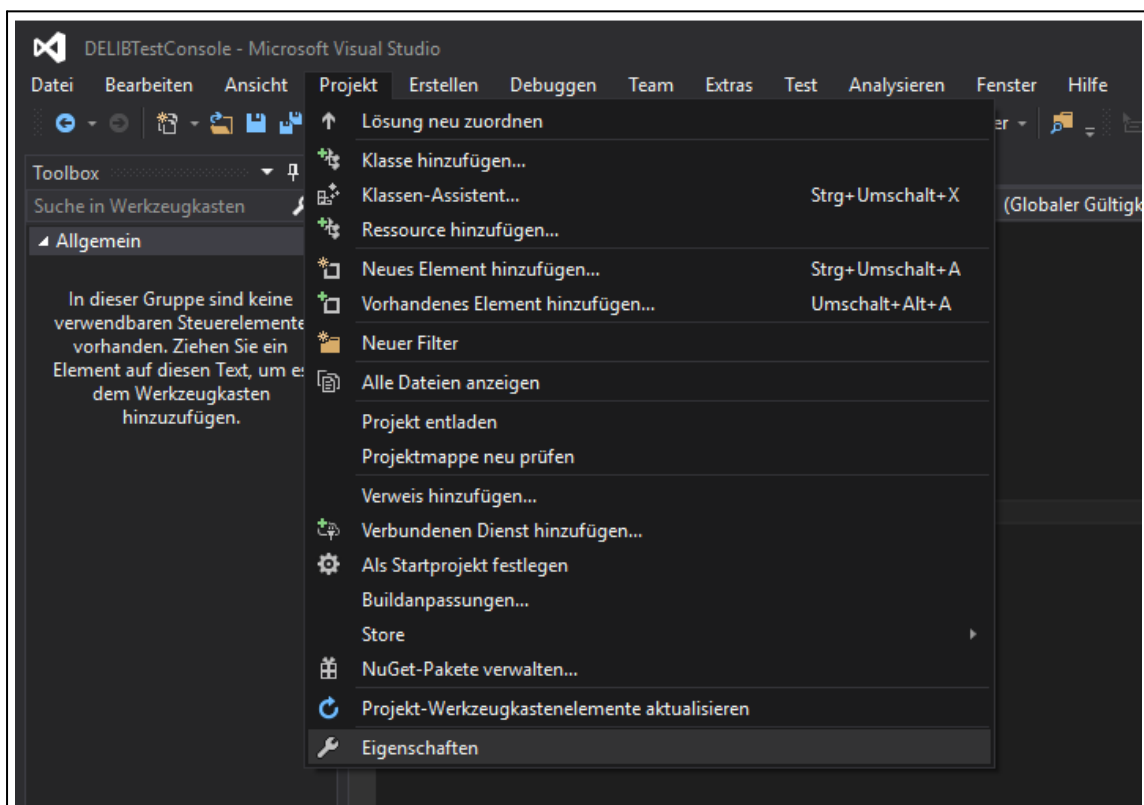 DELIBTestConsole - Microsoft Visual Studio
Datei Bearbeiten Ansicht Projekt Erstellen Debuggen Team Extras Test Analysieren Fenster Hilfe
Toolbox
Suche in Werkzeugkasten
Allgemein
In dieser Gruppe sind keine
verwendbaren Steuerelemente
vorhanden. Ziehen Sie ein
Element auf diesen Text, um es
dem Werkzeugkasten
hinzuzufügen.
Lösung neu zuordnen
Klasse hinzufügen...
Klassen-Assistent... Strg+Umschalt+X
Ressource hinzufügen...
Neues Element hinzufügen... Strg+Umschalt+A
Vorhandenes Element hinzufügen... Umschalt+Alt+A
Neuer Filter
Alle Dateien anzeigen
Projekt entladen
Projektmappe neu prüfen
Verweis hinzufügen...
Verbundenen Dienst hinzufügen...
Als Startprojekt festlegen
Buildanpassungen...
Store
NuGet-Pakete verwalten...
Projekt-Werkzeugkastenelemente aktualisieren
Eigenschaften
er
(Globaler Gültigk